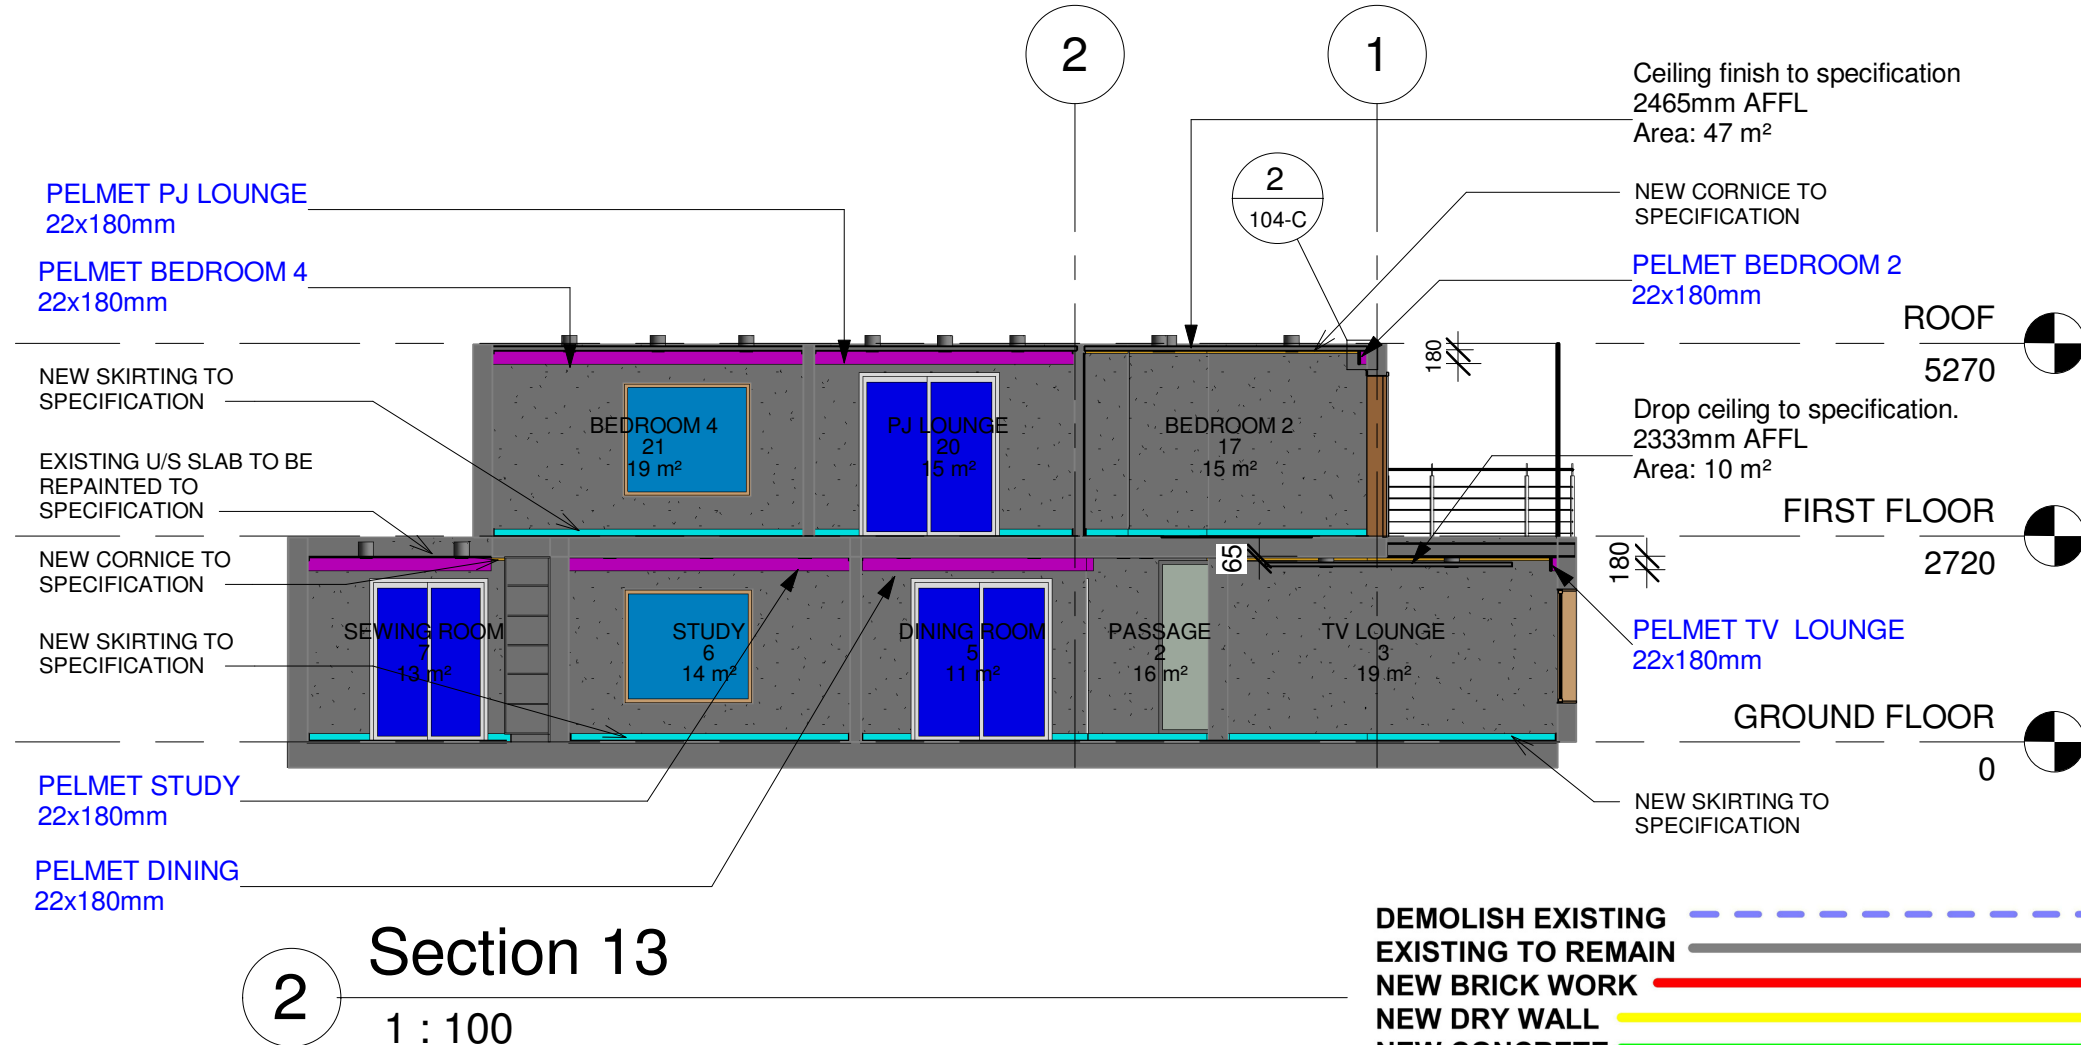 2
1
Ceiling finish to specification
2465mm AFFL
Area: 47 m²
2
104-C
NEW CORNICE TO
SPECIFICATION
PELMET PJ LOUNGE
22x180mm
PELMET BEDROOM 4
22x180mm
PELMET BEDROOM 2
22x180mm
ROOF
5270
180
NEW SKIRTING TO
SPECIFICATION
Drop ceiling to specification.
2333mm AFFL
Area: 10 m²
BEDROOM 4
21
19 m²
PJ LOUNGE
20
15 m²
BEDROOM 2
17
15 m²
EXISTING U/S SLAB TO BE
REPAINTED TO
SPECIFICATION
FIRST FLOOR
2720
NEW CORNICE TO
SPECIFICATION
65
180
NEW SKIRTING TO
SPECIFICATION
SEWING ROOM
7
13 m²
STUDY
6
14 m²
DINING ROOM
5
11 m²
PASSAGE
2
16 m²
TV LOUNGE
3
19 m²
PELMET TV LOUNGE
22x180mm
GROUND FLOOR
0
PELMET STUDY
22x180mm
NEW SKIRTING TO
SPECIFICATION
PELMET DINING
22x180mm
2
Section 13
1 : 100
DEMOLISH EXISTING
EXISTING TO REMAIN
NEW BRICK WORK
NEW DRY WALL
NEW CONCRETE